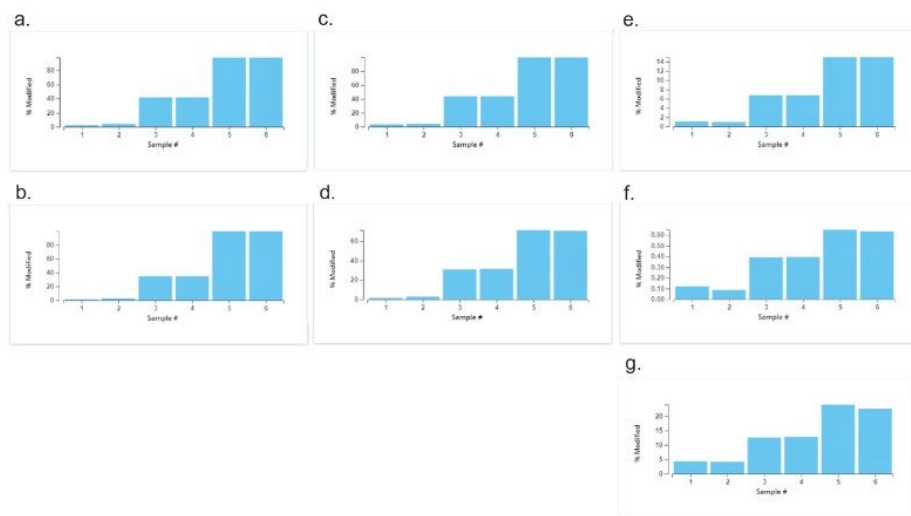 a.
% Modified
80
60
40
20
0
1 2 3 4 5 6
Sample #
b.
% Modified
80
60
40
20
0
1 2 3 4 5 6
Sample #
c.
% Modified
80
60
40
20
0
1 2 3 4 5 6
Sample #
d.
% Modified
60
40
20
0
1 2 3 4 5 6
Sample #
e.
% Modified
14
12
10
8
6
4
2
0
1 2 3 4 5 6
Sample #
f.
% Modified
0.60
0.50
0.40
0.30
0.20
0.10
0.00
1 2 3 4 5 6
Sample #
g.
% Modified
20
15
10
5
0
1 2 3 4 5 6
Sample #